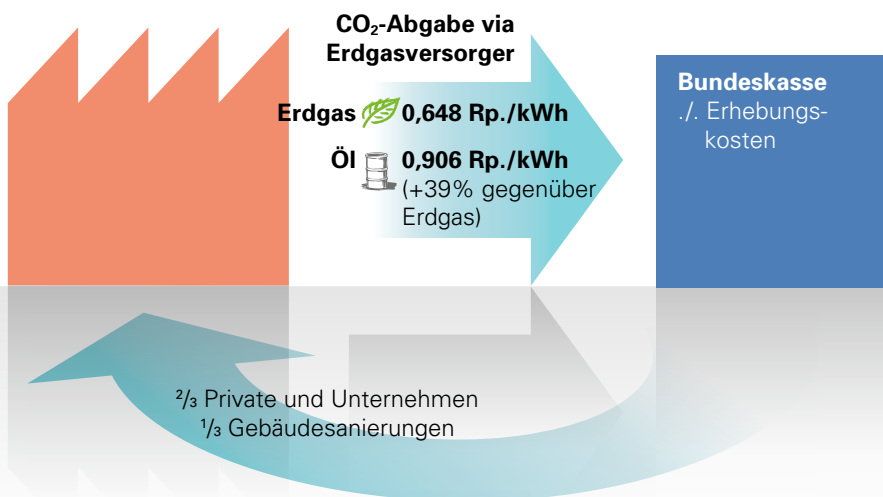 CO₂-Abgabe via
Erdgasversorger
Erdgas 0,648 Rp./kWh
Öl 0,906 Rp./kWh
(+39% gegenüber
Erdgas)
Bundeskasse
./. Erhebungs-
kosten
²/₃ Private und Unternehmen
¹/₃ Gebäudesanierungen